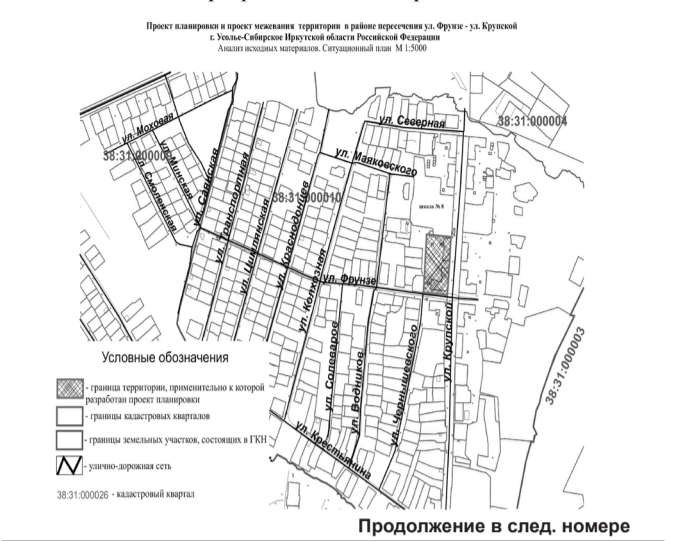 Проект планировки и проект межевания территории в районе пересечения ул. Фрунзе - ул. Крупской
г. Усолье-Сибирское Иркутской области Российской Федерации
Анализ исходных материалов. Ситуационный план М 1:5000
ул. Северная
38:31:000004
ул. Моховая
ул. Маяковского
ул. Минская
ул. Смоленская
38:31:000010
школа № 8
ул. Транспортная
ул. Цимлянская
ул. Краснодонцев
ул. Колхозная
ул. Фрунзе
ул. Солеваров
ул. Водников
ул. Чернышевского
ул. Крупской
38:31:000003
ул. Крестьянина
Условные обозначения
- граница территории, применительно к которой
разработан проект планировки
- границы кадастровых кварталов
- границы земельных участков, состоящих в ГКН
- улично-дорожная сеть
38:31:000026 - кадастровый квартал
Продолжение в след. номере